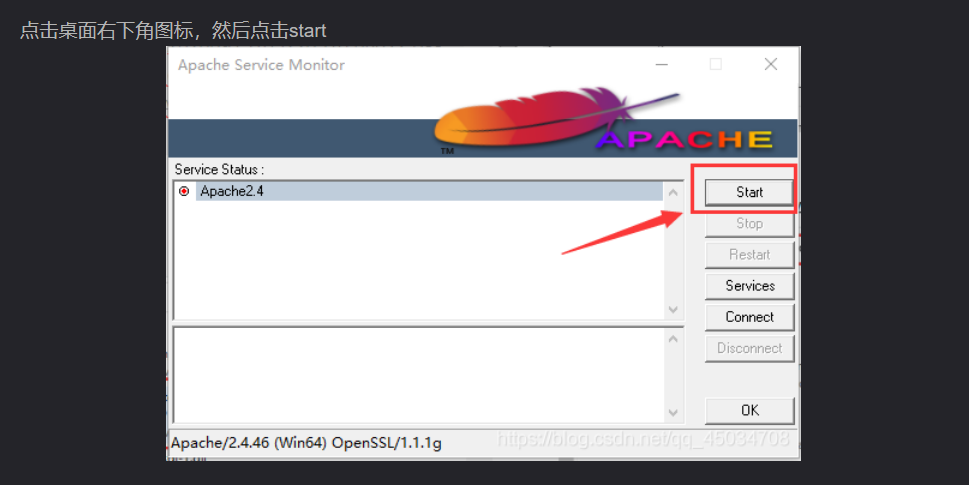 点击桌面右下角图标，然后点击start
Apache Service Monitor
APACHE
TM
Service Status :
Apache2.4
Start
Stop
Restart
Services
Connect
Disconnect
OK
Apache/2.4.46 (Win64) OpenSSL/1.1.1g
https://blog.csdn.net/qq_45034708